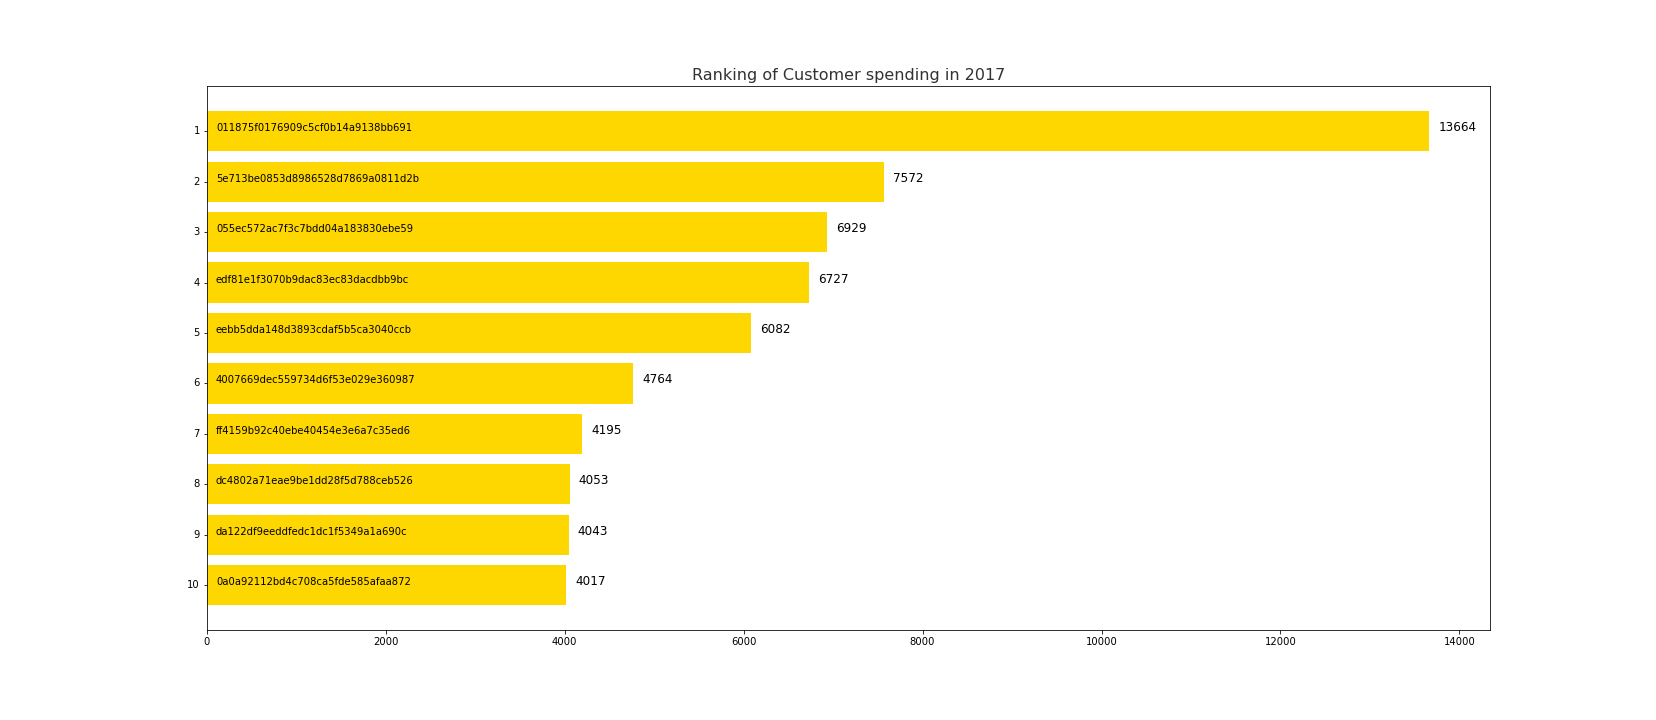 Ranking of Customer spending in 2017
1 011875f0176909c5cf0b14a9138bb691 13664
2 5e713be0853d8986528d7869a0811d2b 7572
3 055ec572ac7f3c7bdd04a183830ebe59 6929
4 edf81e1f3070b9dac83ec83dacdbb9bc 6727
5 eebb5dda148d3893cdaf5b5ca3040ccb 6082
6 4007669dec559734d6f53e029e360987 4764
7 ff4159b92c40ebe40454e3e6a7c35ed6 4195
8 dc4802a71eae9be1dd28f5d788ceb526 4053
9 da122df9eeddfedc1dc1f5349a1a690c 4043
10 0a0a92112bd4c708ca5fde585afaa872 4017
0 2000 4000 6000 8000 10000 12000 14000